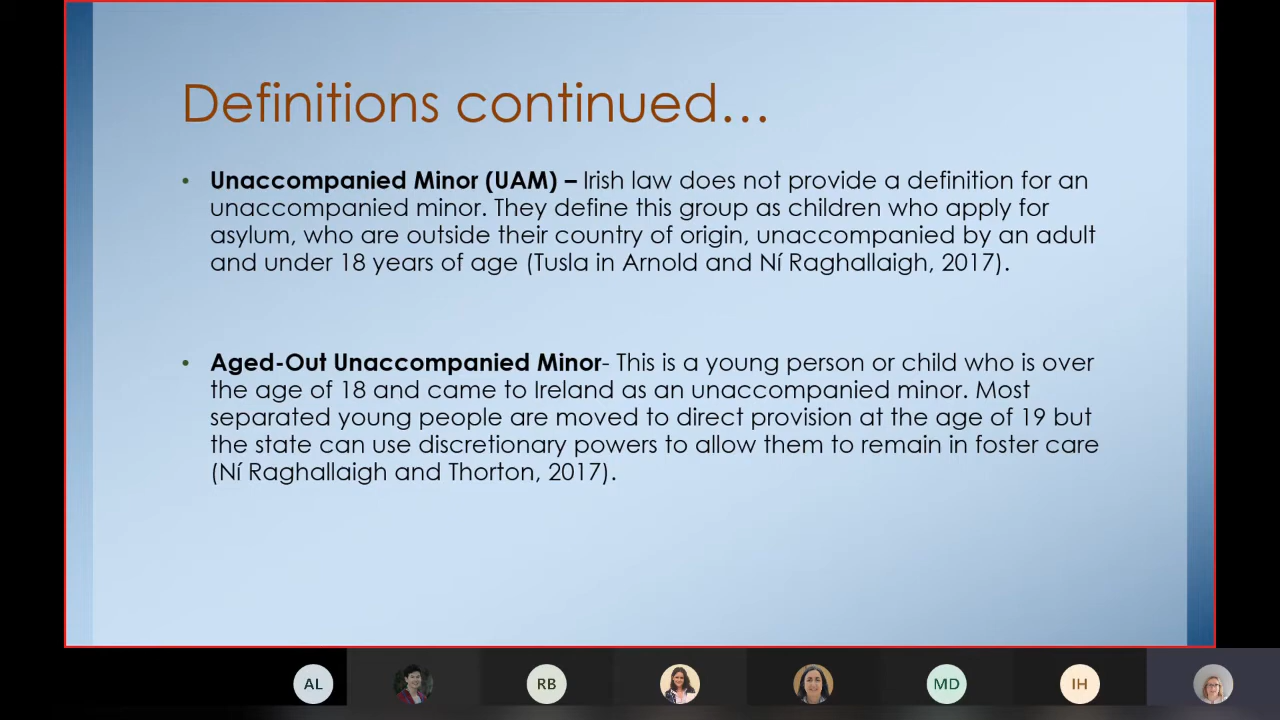 Definitions continued…
• Unaccompanied Minor (UAM) – Irish law does not provide a definition for an
unaccompanied minor. They define this group as children who apply for
asylum, who are outside their country of origin, unaccompanied by an adult
and under 18 years of age (Tusla in Arnold and Ní Raghallaigh, 2017).
• Aged-Out Unaccompanied Minor- This is a young person or child who is over
the age of 18 and came to Ireland as an unaccompanied minor. Most
separated young people are moved to direct provision at the age of 19 but
the state can use discretionary powers to allow them to remain in foster care
(Ní Raghallaigh and Thorton, 2017).
AL RB MD IH